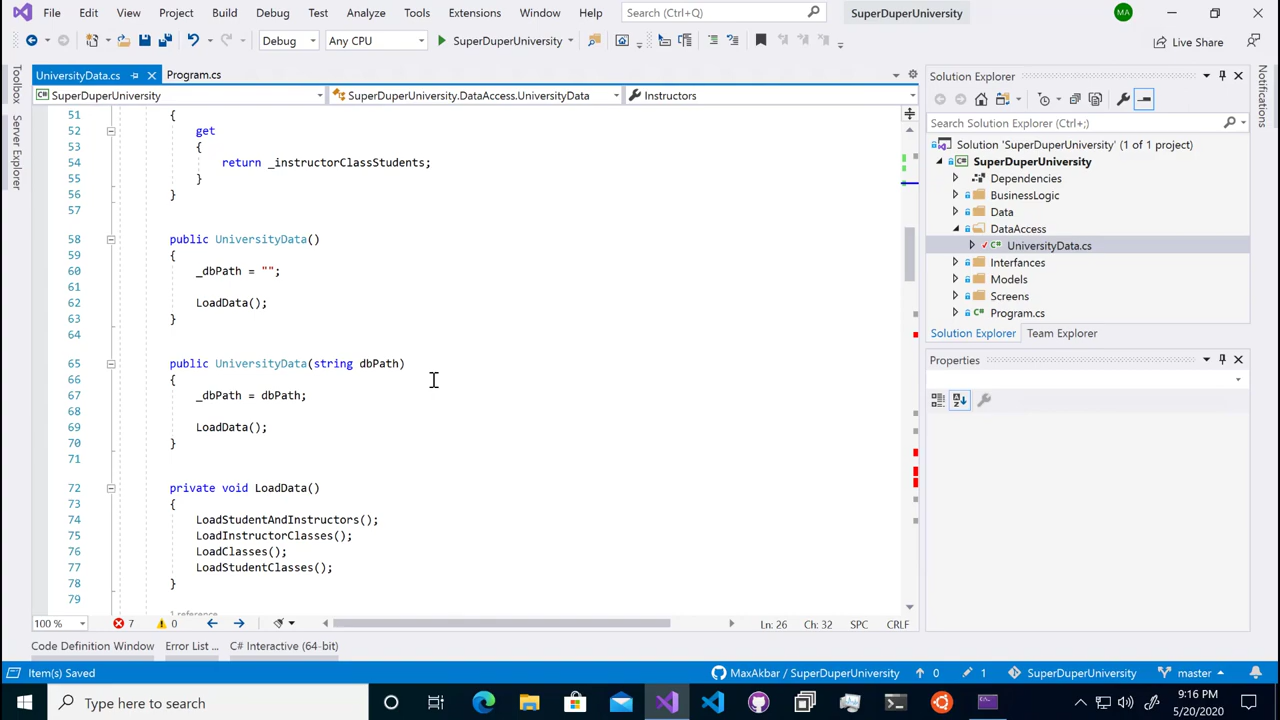 File Edit View Project Build Debug Test Analyze Tools Extensions Window Help Search (Ctrl+Q) SuperDuperUniversity MA
Debug Any CPU SuperDuperUniversity Live Share
Toolbox
Server Explorer
UniversityData.cs Program.cs
SuperDuperUniversity SuperDuperUniversity.DataAccess.UniversityData Instructors
51 {
52 get
53 {
54 return _instructorClassStudents;
55 }
56 }
57
58 public UniversityData()
59 {
60 _dbPath = "";
61
62 LoadData();
63 }
64
65 public UniversityData(string dbPath)
66 {
67 _dbPath = dbPath;
68
69 LoadData();
70 }
71
72 private void LoadData()
73 {
74 LoadStudentAndInstructors();
75 LoadInstructorClasses();
76 LoadClasses();
77 LoadStudentClasses();
78 }
79
1 reference
100 % 7 0 Ln: 26 Ch: 32 SPC CRLF
Code Definition Window Error List ... C# Interactive (64-bit)
Solution Explorer
Search Solution Explorer (Ctrl+;)
Solution 'SuperDuperUniversity' (1 of 1 project)
SuperDuperUniversity
Dependencies
BusinessLogic
Data
DataAccess
C# UniversityData.cs
Interfances
Models
Screens
C# Program.cs
Solution Explorer Team Explorer
Properties
Notifications
Item(s) Saved MaxAkbar / SuperDuperUniversity 0 1 SuperDuperUniversity master
Type here to search 9:16 PM
5/20/2020